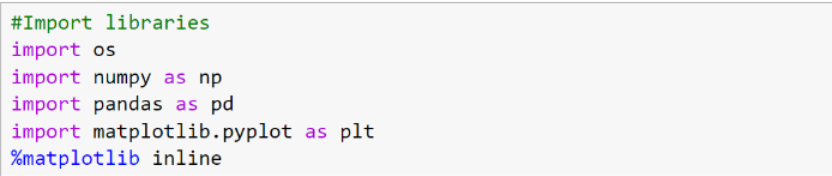 #Import libraries
import os
import numpy as np
import pandas as pd
import matplotlib.pyplot as plt
%matplotlib inline